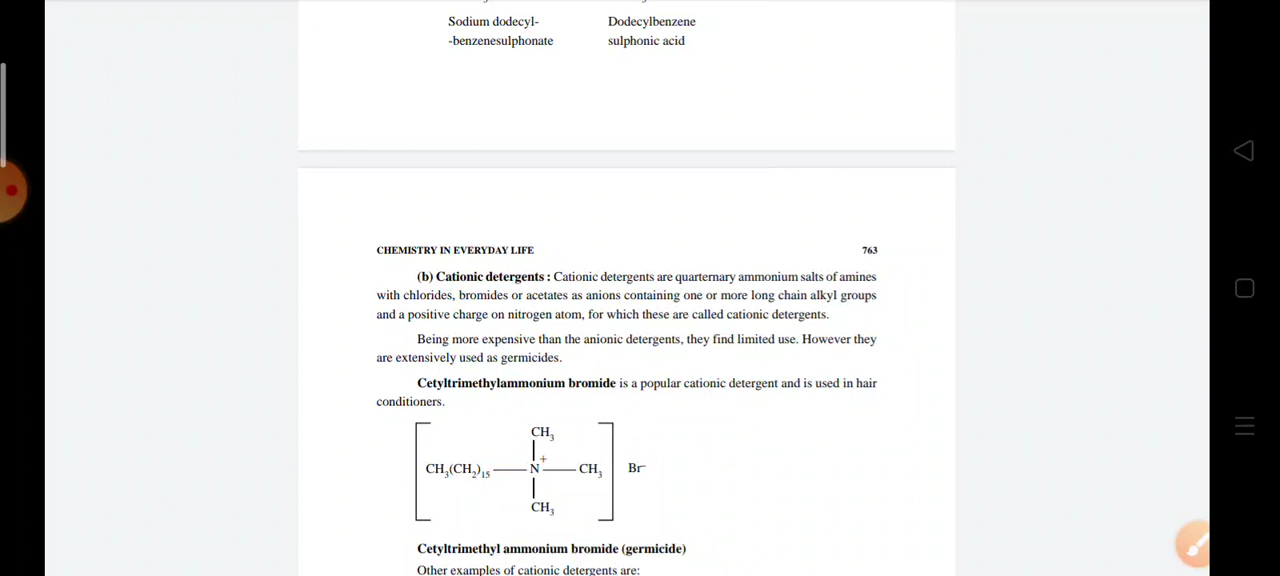 Sodium dodecyl- Dodecylbenzene
-benzenesulphonate sulphonic acid
CHEMISTRY IN EVERYDAY LIFE 763
(b) Cationic detergents : Cationic detergents are quarternary ammonium salts of amines
with chlorides, bromides or acetates as anions containing one or more long chain alkyl groups
and a positive charge on nitrogen atom, for which these are called cationic detergents.
Being more expensive than the anionic detergents, they find limited use. However they
are extensively used as germicides.
Cetyltrimethylammonium bromide is a popular cationic detergent and is used in hair
conditioners.
CH₃
+
CH₃(CH₂)₁₅ N CH₃ Br⁻
CH₃
Cetyltrimethyl ammonium bromide (germicide)
Other examples of cationic detergents are: